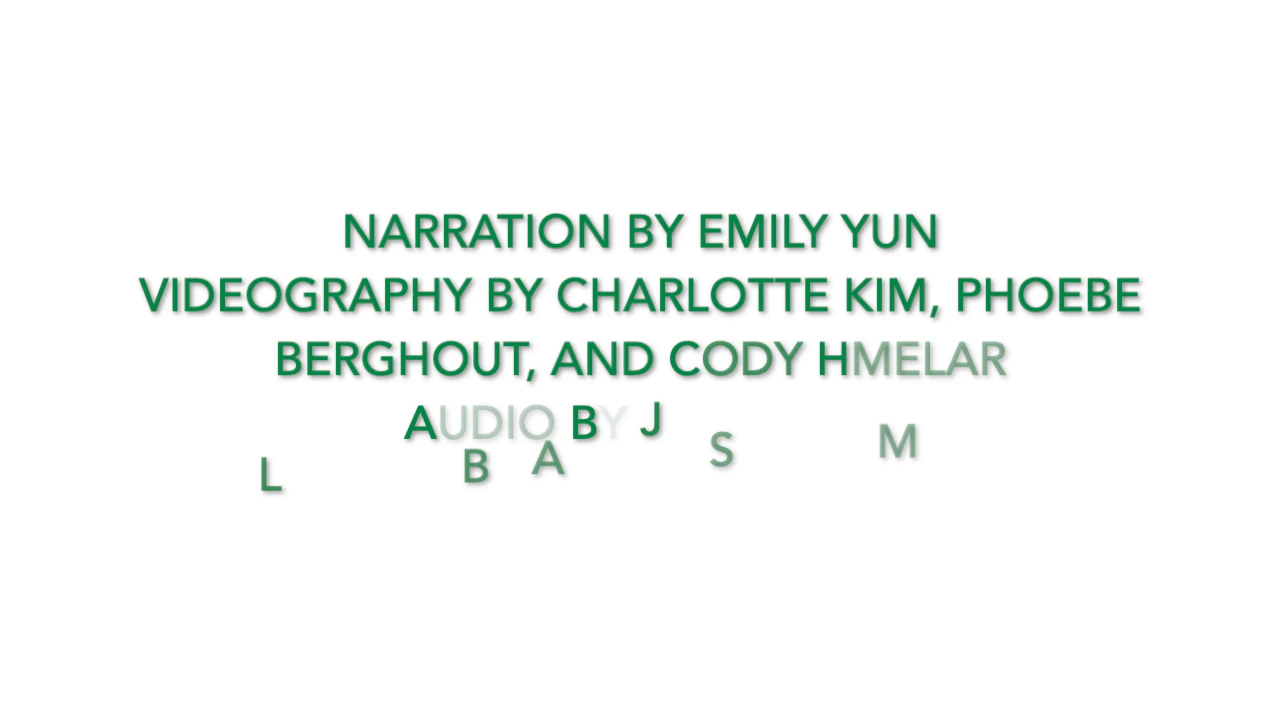 NARRATION BY EMILY YUN
VIDEOGRAPHY BY CHARLOTTE KIM, PHOEBE
BERGHOUT, AND CODY HMELAR
AUDIO BY J S M
L B A